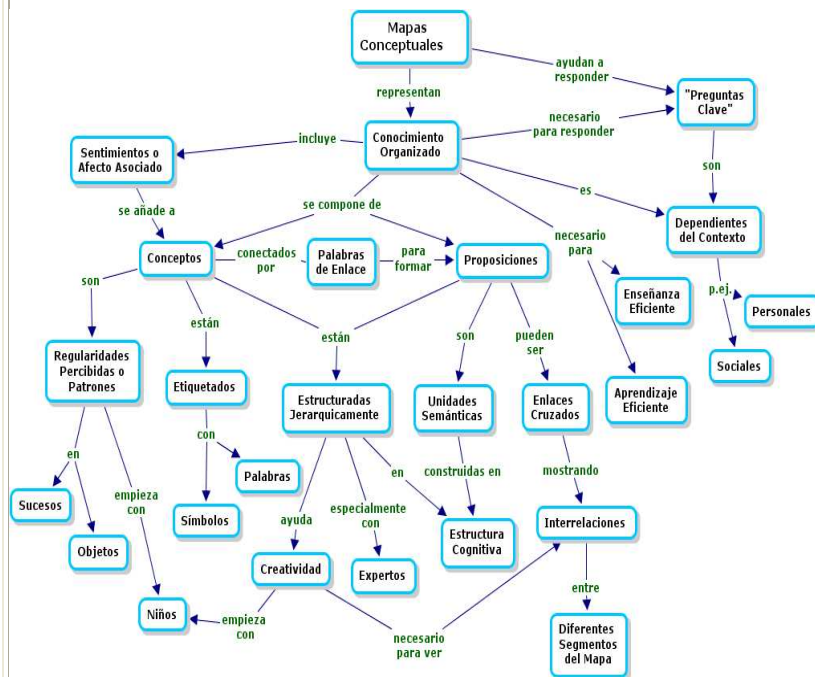 Mapas
Conceptuales
ayudan a
responder
representan
"Preguntas
Clave"
necesario
para responder
Conocimiento
Organizado
incluye
Sentimientos o
Afecto Asociado
son
es
se compone de
se añade a
Dependientes
del Contexto
necesario
para
Conceptos
conectados
por
Palabras
de Enlace
para
formar
Proposiciones
son
p.ej.
Enseñanza
Eficiente
Personales
están
están
son
pueden
ser
Regularidades
Percibidas o
Patrones
Sociales
Etiquetados
Estructuradas
Jerarquicamente
Unidades
Semánticas
Enlaces
Cruzados
Aprendizaje
Eficiente
con
en
Palabras
en
construidas en
mostrando
empieza
con
Sucesos
Símbolos
ayuda
especialmente
con
Interrelaciones
Objetos
Estructura
Cognitiva
Creatividad
Expertos
entre
Niños
empieza
con
necesario
para ver
Diferentes
Segmentos
del Mapa